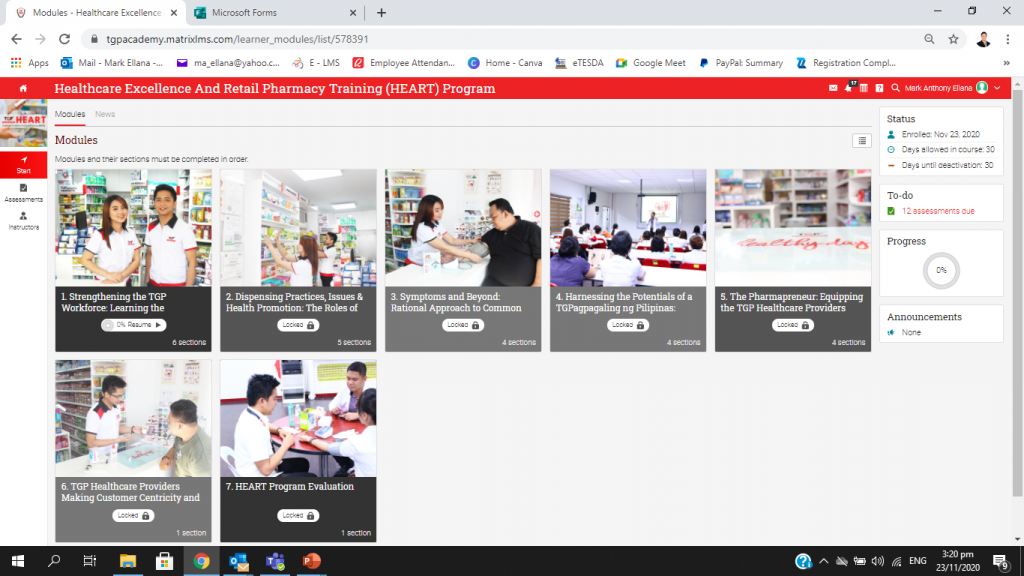 Modules - Healthcare Excellence
Microsoft Forms
tgpacademy.matrixlms.com/learner_modules/list/578391
Apps
Mail - Mark Ellana -...
ma_ellana@yahoo.c...
E - LMS
Employee Attendan...
Home - Canva
eTESDA
Google Meet
PayPal: Summary
Registration Compl...
»
Healthcare Excellence And Retail Pharmacy Training (HEART) Program
17
Mark Anthony Ellana
HEART
Start
Assessments
Instructors
Modules
News
Modules
Modules and their sections must be completed in order.
1. Strengthening the TGP
Workforce: Learning the
0% Resume
6 sections
2. Dispensing Practices, Issues &
Health Promotion: The Roles of
Locked
5 sections
3. Symptoms and Beyond:
Rational Approach to Common
Locked
4 sections
4. Harnessing the Potentials of a
TGPagpagaling ng Pilipinas:
Locked
4 sections
healthy day
5. The Pharmapreneur: Equipping
the TGP Healthcare Providers
Locked
4 sections
6. TGP Healthcare Providers
Making Customer Centricity and
Locked
1 section
7. HEART Program Evaluation
Locked
1 section
Status
Enrolled: Nov 23, 2020
Days allowed in course: 30
Days until deactivation: 30
To-do
12 assessments due
Progress
0%
Announcements
None
ENG
3:20 pm
23/11/2020
9